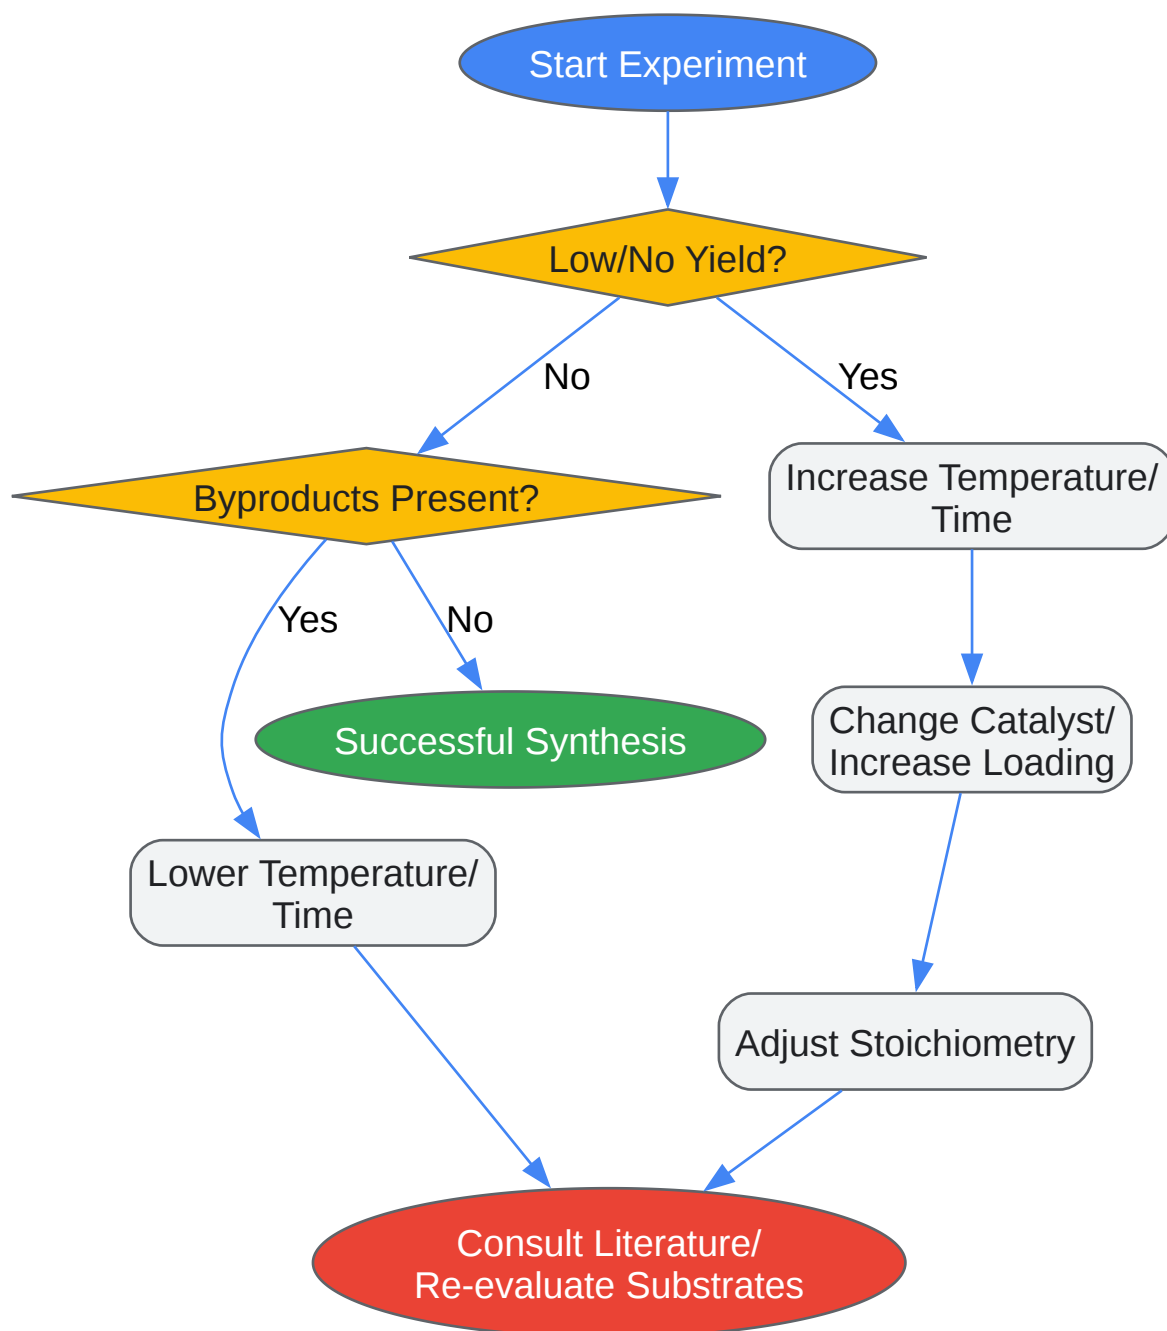 Start Experiment
Low/No Yield?
No
Yes
Byproducts Present?
Increase Temperature/
Time
Yes
No
Successful Synthesis
Change Catalyst/
Increase Loading
Lower Temperature/
Time
Adjust Stoichiometry
Consult Literature/
Re-evaluate Substrates